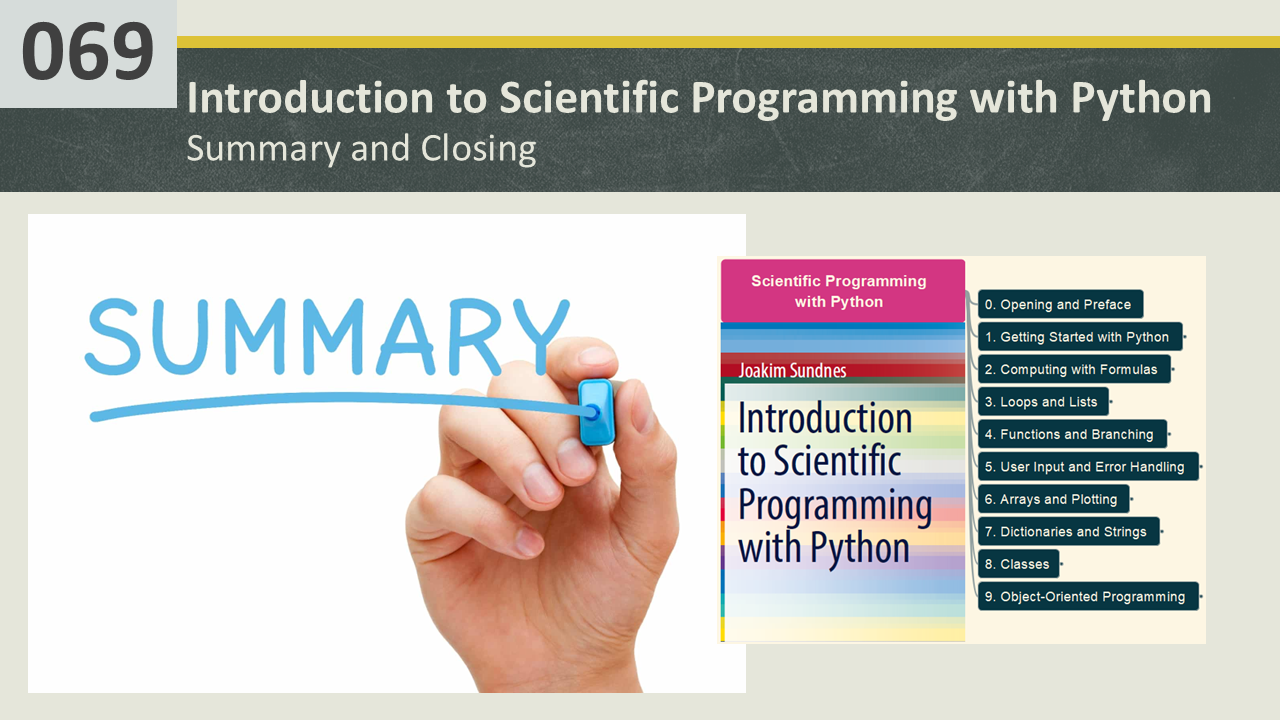 069
Introduction to Scientific Programming with Python
Summary and Closing
SUMMARY
Scientific Programming
with Python
Joakim Sundnes
Introduction
to Scientific
Programming
with Python
0. Opening and Preface
1. Getting Started with Python
2. Computing with Formulas
3. Loops and Lists
4. Functions and Branching
5. User Input and Error Handling
6. Arrays and Plotting
7. Dictionaries and Strings
8. Classes
9. Object-Oriented Programming